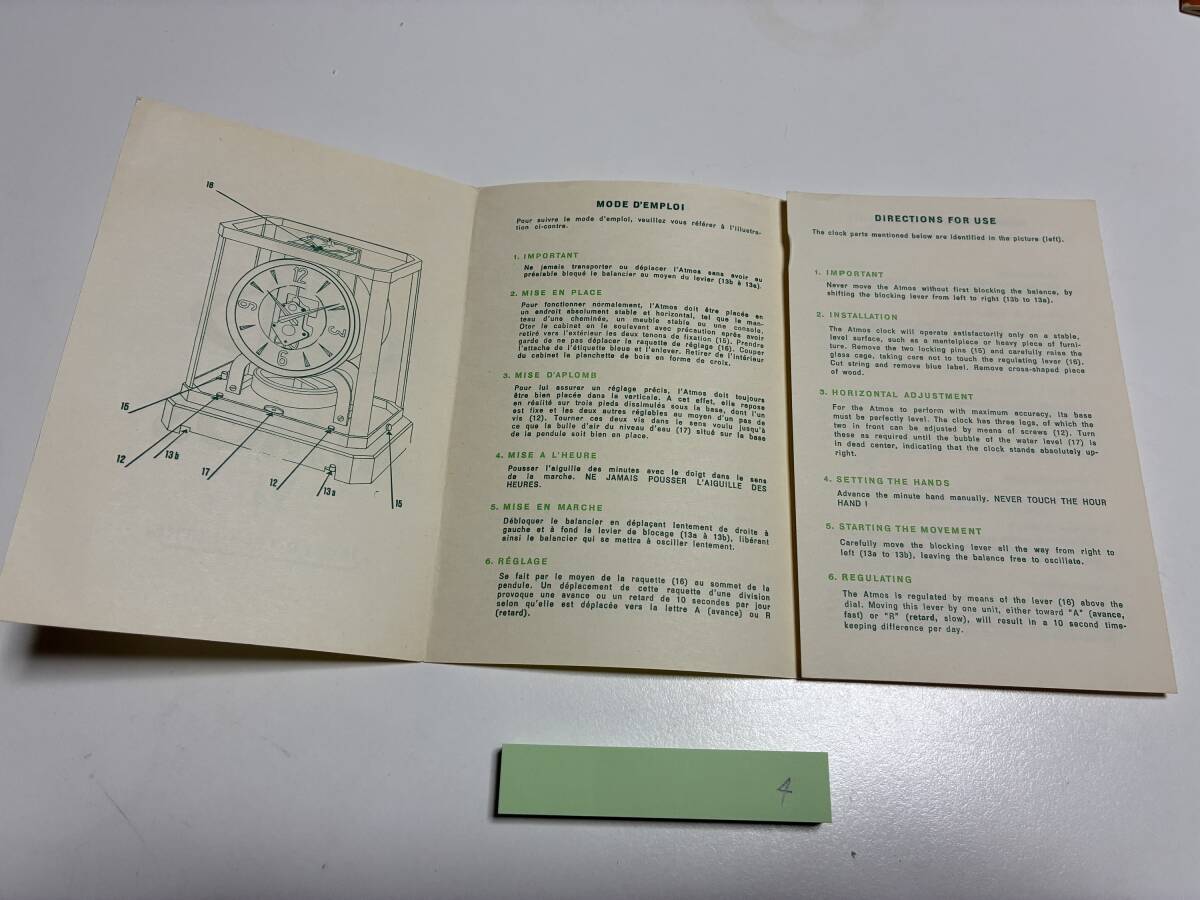 16
12
3
6
9
15
12
13b
17
12
13a
15
MODE D'EMPLOI
Pour suivre le mode d'emploi, veuillez vous référer à l'illustra-
tion ci-contre.
1. IMPORTANT
Ne jamais transporter ou déplacer l'Atmos sans avoir au
préalable bloqué le balancier au moyen du levier (13b à 13a).
2. MISE EN PLACE
Pour fonctionner normalement, l'Atmos doit être placée en
un endroit absolument stable et horizontal, tel que le man-
teau d'une cheminée, un meuble stable ou une console.
Oter le cabinet en le soulevant avec précaution après avoir
retiré vers l'extérieur les deux tenons de fixation (15). Prendre
garde de ne pas déplacer la raquette de réglage (16). Couper
l'attache de l'étiquette bleue et l'enlever. Retirer de l'intérieur
du cabinet le planchette de bois en forme de croix.
3. MISE D'APLOMB
Pour lui assurer un réglage précis, l'Atmos doit toujours
être bien placée dans la verticale. A cet effet, elle repose
en réalité sur trois pieds dissimulés sous la base, dont l'un
est fixe et les deux autres réglables au moyen d'un pas de
vis (12). Tourner ces deux vis dans le sens voulu jusqu'à
ce que la bulle d'air du niveau d'eau (17) situé sur la base
de la pendule soit bien en place.
4. MISE A L'HEURE
Pousser l'aiguille des minutes avec le doigt dans le sens
de la marche. NE JAMAIS POUSSER L'AIGUILLE DES
HEURES.
5. MISE EN MARCHE
Débloquer le balancier en déplaçant lentement de droite à
gauche et à fond le levier de blocage (13a à 13b), libérant
ainsi le balancier qui se mettra à osciller lentement.
6. RÉGLAGE
Se fait par le moyen de la raquette (16) au sommet de la
pendule. Un déplacement de cette raquette d'une division
provoque une avance ou un retard de 10 secondes par jour
selon qu'elle est déplacée vers la lettre A (avance) ou R
(retard).
DIRECTIONS FOR USE
The clock parts mentioned below are identified in the picture (left).
1. IMPORTANT
Never move the Atmos without first blocking the balance, by
shifting the blocking lever from left to right (13b to 13a).
2. INSTALLATION
The Atmos clock will operate satisfactorily only on a stable,
level surface, such as a mantelpiece or heavy piece of furni-
ture. Remove the two locking pins (15) and carefully raise the
glass cage, taking care not to touch the regulating lever (16).
Cut string and remove blue label. Remove cross-shaped piece
of wood.
3. HORIZONTAL ADJUSTMENT
For the Atmos to perform with maximum accuracy, its base
must be perfectly level. The clock has three legs, of which the
two in front can be adjusted by means of screws (12). Turn
these as required until the bubble of the water level (17) is
in dead center, indicating that the clock stands absolutely up-
right.
4. SETTING THE HANDS
Advance the minute hand manually. NEVER TOUCH THE HOUR
HAND !
5. STARTING THE MOVEMENT
Carefully move the blocking lever all the way from right to
left (13a to 13b), leaving the balance free to oscillate.
6. REGULATING
The Atmos is regulated by means of the lever (16) above the
dial. Moving this lever by one unit, either toward "A" (avance,
fast) or "R" (retard, slow), will result in a 10 second time-
keeping difference per day.
4